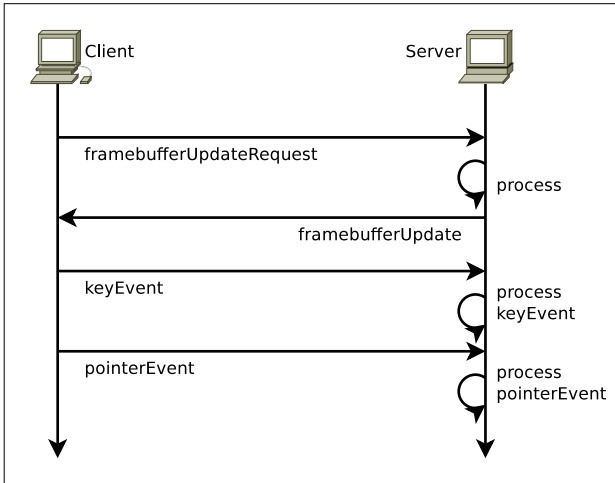 Client
Server
framebufferUpdateRequest
process
framebufferUpdate
keyEvent
process
keyEvent
pointerEvent
process
pointerEvent